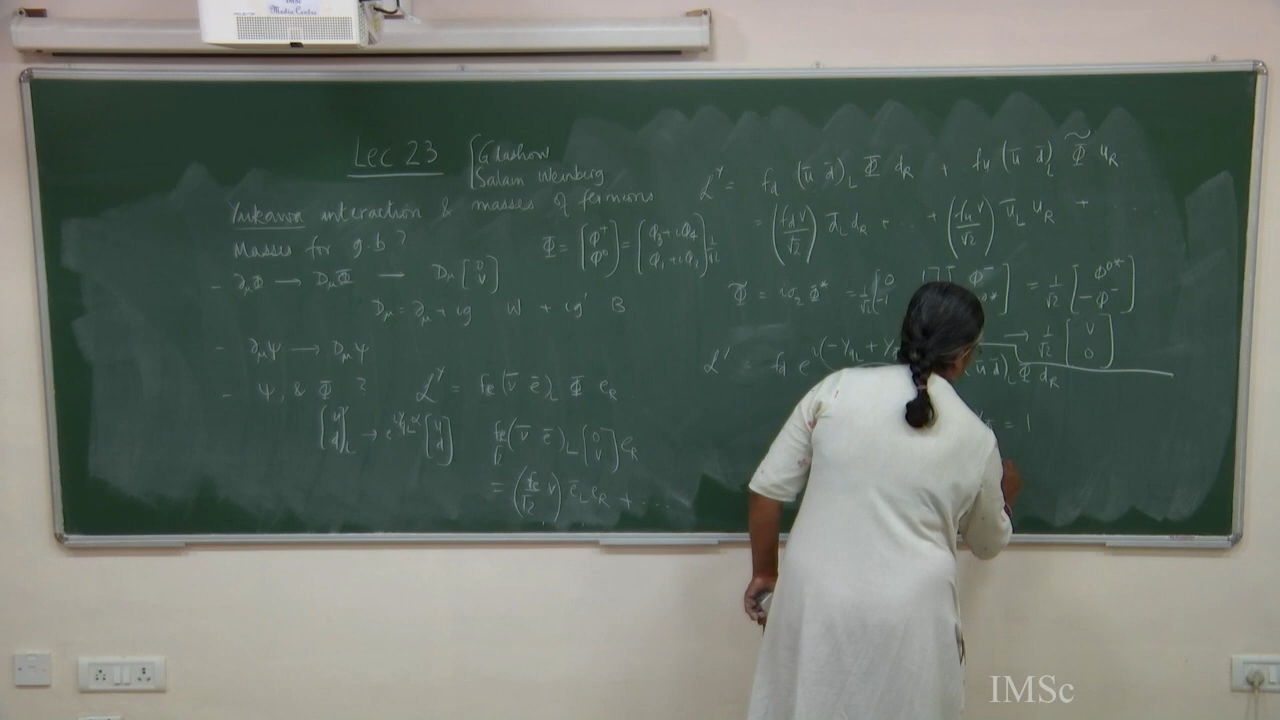 IMSc
Media Centre
Lec 23
Glashow
Salam Weinberg
Yukawa interaction & masses of fermions
Masses for g.b ?
Φ = [Φ⁺ Φ⁰] = [Φ₃ + iΦ₄ Φ₁ + iΦ₂] 1/√2
- ∂μΦ → DμΦ — Dμ [0 v]
Dμ = ∂μ + ig W + ig' B
- ∂μψ → Dμψ
- ψ, & Φ ? ℒʸ = fe (ν̄ ē)L Φ eR
fe/√2 (ν̄ ē)L [0 v] eR
= (fe/√2 v) ēL eR + ...
ℒʸ = fd (ū d̄)L Φ dR + fu (ū d̄)L Φ̃ uR
= (fd v/√2) d̄L dR + .. + (fu v/√2) ūL uR +
Φ̃ = iσ₂ Φ* = 1/√2 = 1/√2 [Φ⁰* -Φ⁻]
→ 1/√2 [v 0]
ū d̄)L Φ dR
= 1
IMSc